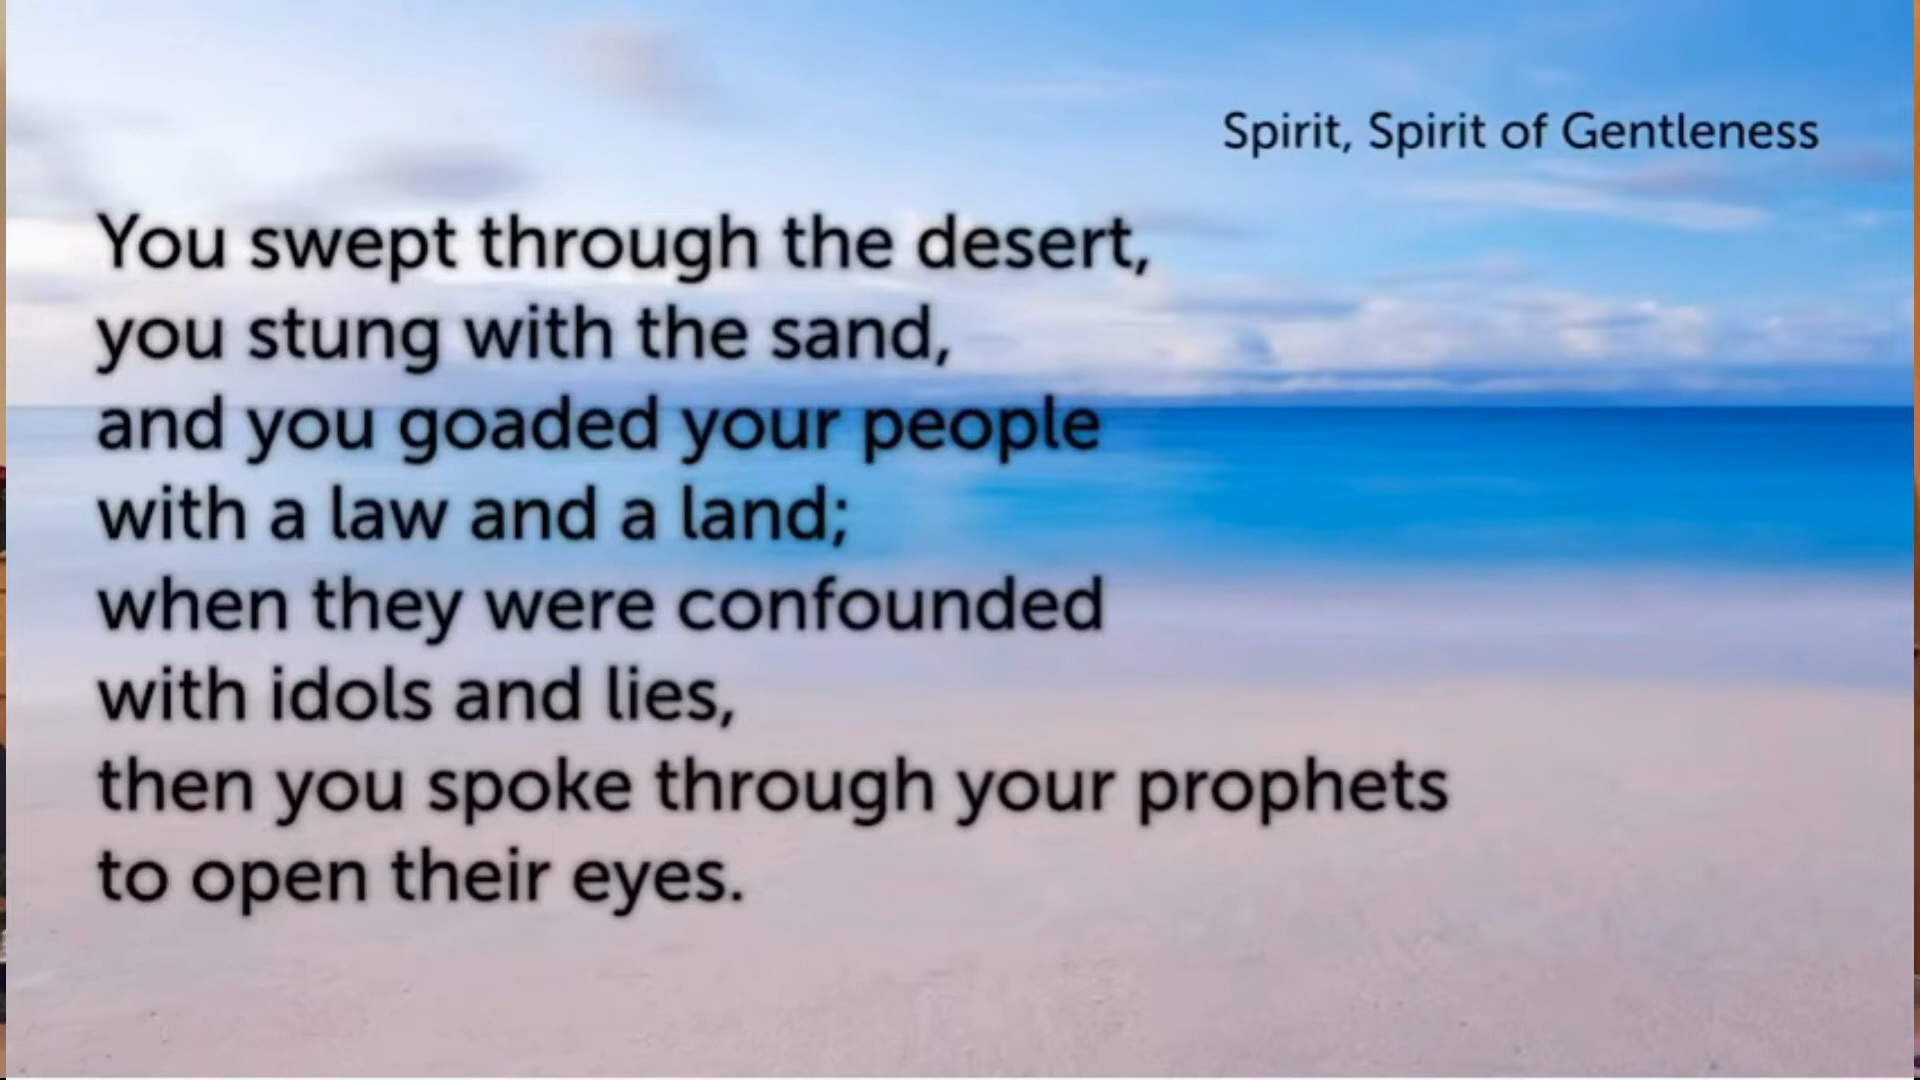 Spirit, Spirit of Gentleness
You swept through the desert,
you stung with the sand,
and you goaded your people
with a law and a land;
when they were confounded
with idols and lies,
then you spoke through your prophets
to open their eyes.